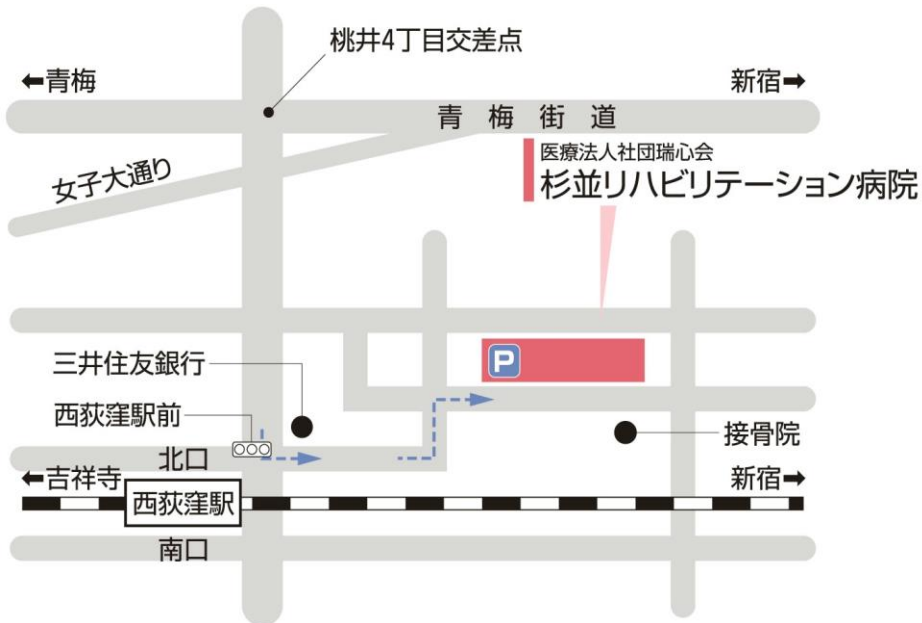 桃井4丁目交差点
←青梅
新宿→
青梅街道
医療法人社団瑞心会
杉並リハビリテーション病院
女子大通り
P
三井住友銀行
西荻窪駅前
接骨院
北口
←吉祥寺
新宿→
西荻窪駅
南口